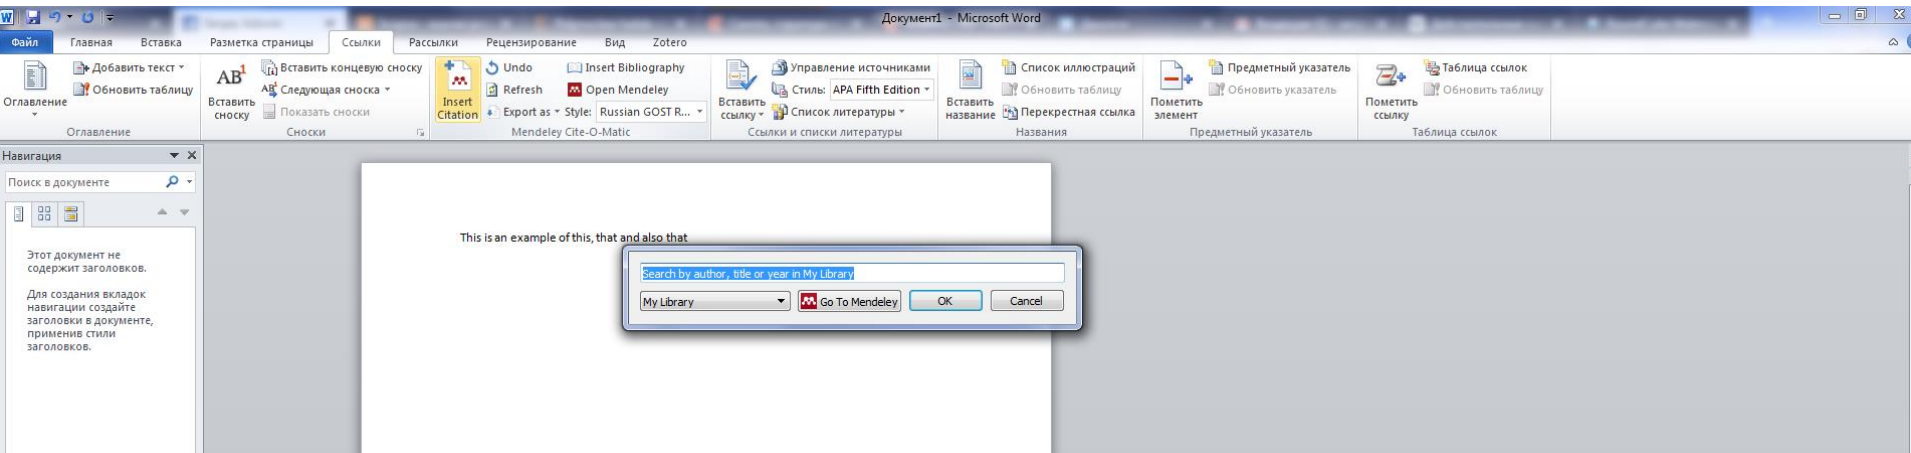 Документ1 - Microsoft Word
Файл Главная Вставка Разметка страницы Ссылки Рассылки Рецензирование Вид Zotero
Оглавление
Добавить текст
Обновить таблицу
Оглавление
AB1
Вставить сноску
Вставить концевую сноску
Следующая сноска
Показать сноски
Сноски
Insert Citation
Undo
Refresh
Export as
Insert Bibliography
Open Mendeley
Style: Russian GOST R...
Mendeley Cite-O-Matic
Вставить ссылку
Управление источниками
Стиль: APA Fifth Edition
Список литературы
Ссылки и списки литературы
Вставить название
Список иллюстраций
Обновить таблицу
Перекрестная ссылка
Названия
Пометить элемент
Предметный указатель
Обновить указатель
Предметный указатель
Пометить ссылку
Таблица ссылок
Обновить таблицу
Таблица ссылок
Навигация
Поиск в документе
Этот документ не
содержит заголовков.
Для создания вкладок
навигации создайте
заголовки в документе,
применив стили
заголовков.
This is an example of this, that and also that
Search by author, title or year in My Library
My Library Go To Mendeley OK Cancel